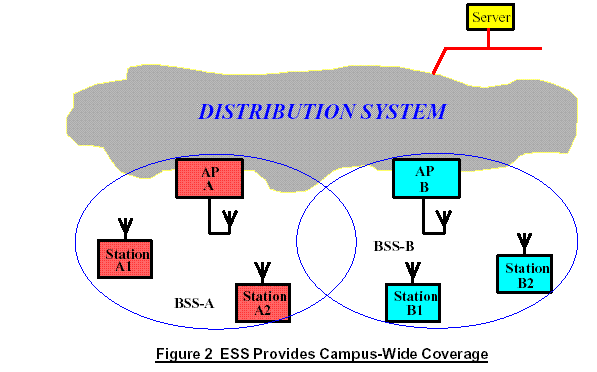 Server
DISTRIBUTION SYSTEM
AP
A
AP
B
BSS-B
Station
A1
Station
B2
BSS-A
Station
A2
Station
B1
Figure 2  ESS Provides Campus-Wide Coverage